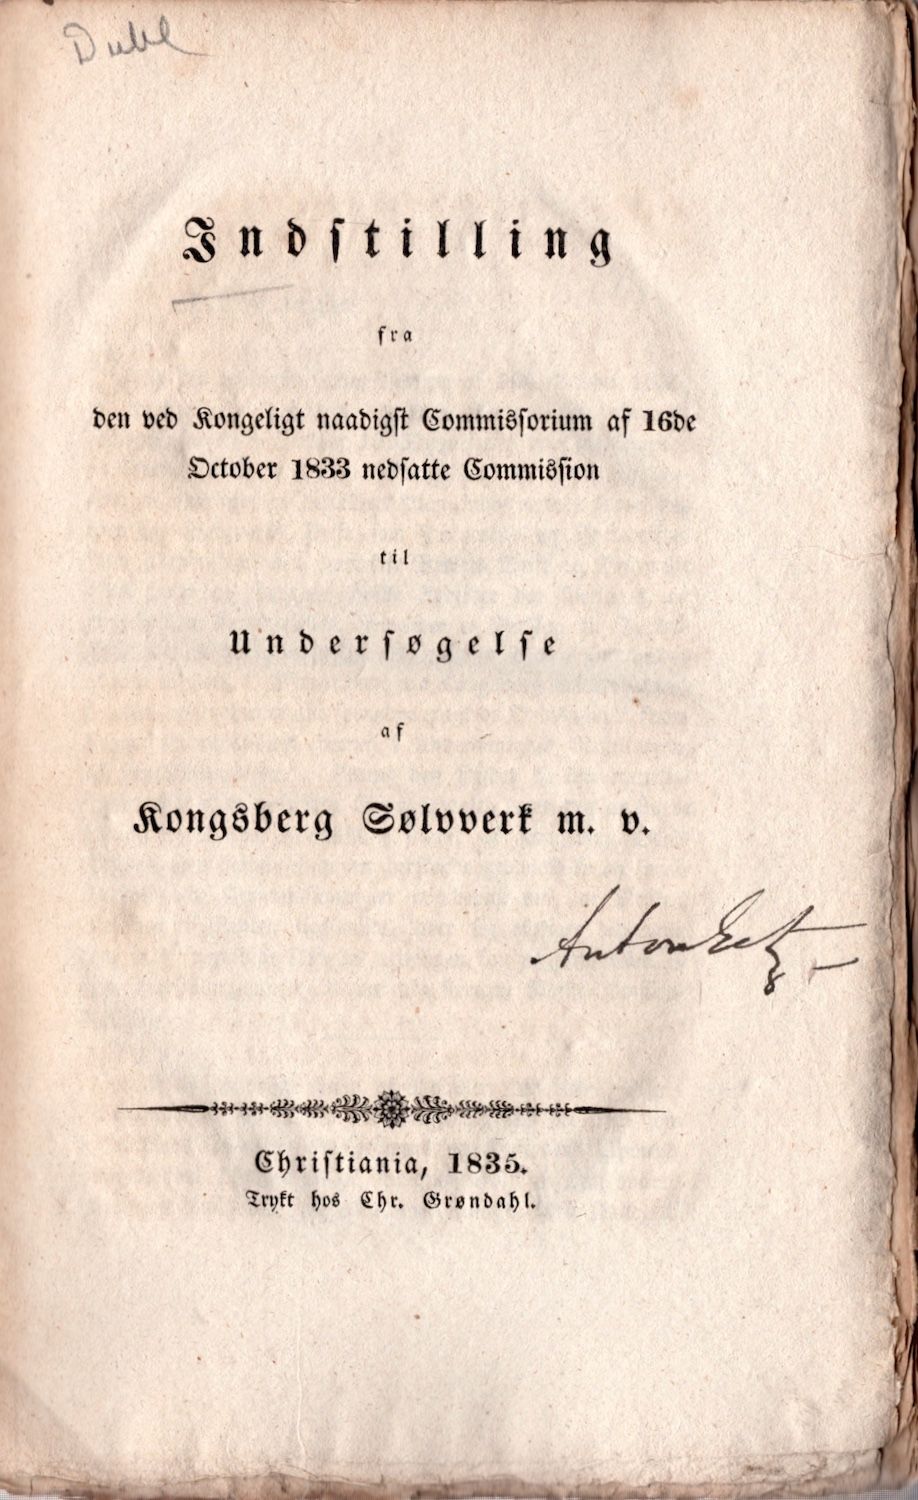 Dubl
Indstilling
fra
den ved Kongeligt naadigst Commissorium af 16de
October 1833 nedsatte Commission
til
Undersøgelse
af
Kongsberg Sølvverk m. v.
Anton
Christiania, 1835.
Trykt hos Chr. Grøndahl.